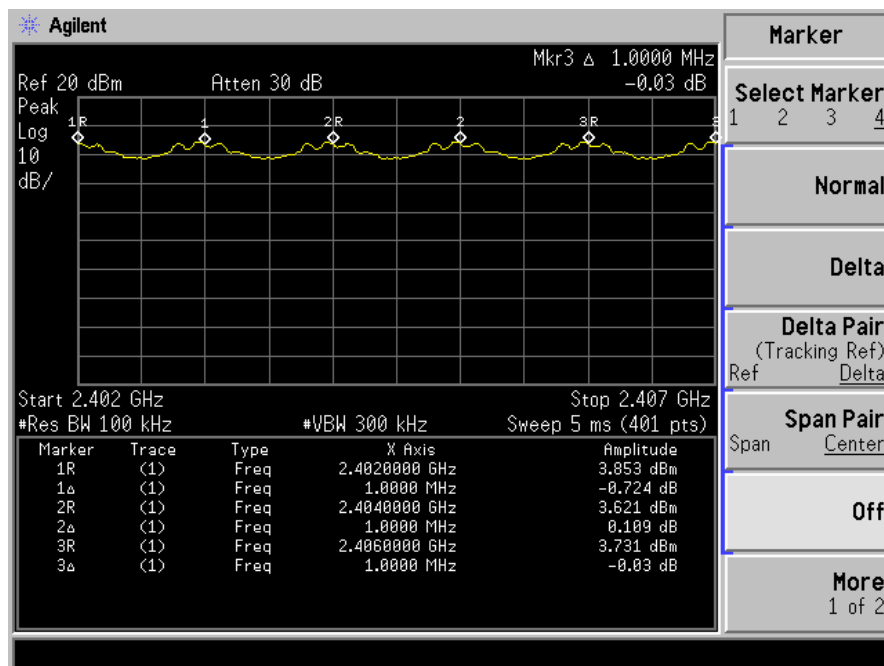 Agilent
Mkr3 Δ 1.0000 MHz
Ref 20 dBm Atten 30 dB -0.03 dB
Peak
Log
10
dB/
1R 1 2R 2 3R 3
Start 2.402 GHz Stop 2.407 GHz
#Res BW 100 kHz #VBW 300 kHz Sweep 5 ms (401 pts)
Marker Trace Type X Axis Amplitude
1R (1) Freq 2.4020000 GHz 3.853 dBm
1Δ (1) Freq 1.0000 MHz -0.724 dB
2R (1) Freq 2.4040000 GHz 3.621 dBm
2Δ (1) Freq 1.0000 MHz 0.109 dB
3R (1) Freq 2.4060000 GHz 3.731 dBm
3Δ (1) Freq 1.0000 MHz -0.03 dB
Marker
Select Marker
1 2 3 4
Normal
Delta
Delta Pair
(Tracking Ref)
Ref Delta
Span Pair
Span Center
Off
More
1 of 2